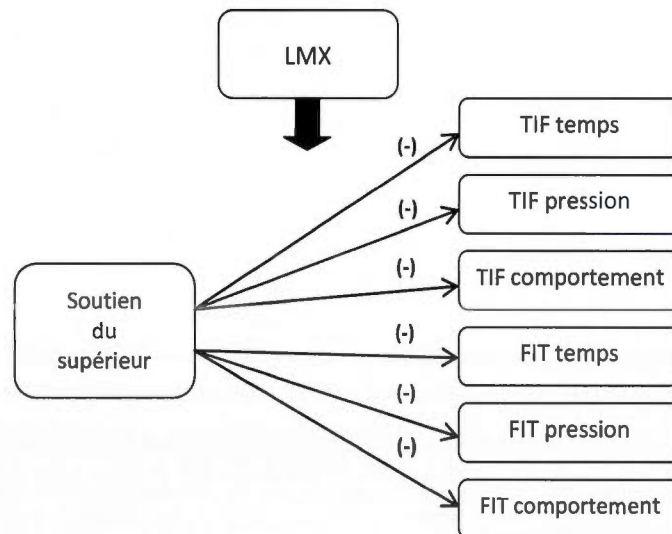 LMX
(-)
TIF temps
(-)
TIF pression
(-)
TIF comportement
Soutien
du
supérieur
(-)
FIT temps
(-)
FIT pression
(-)
FIT comportement